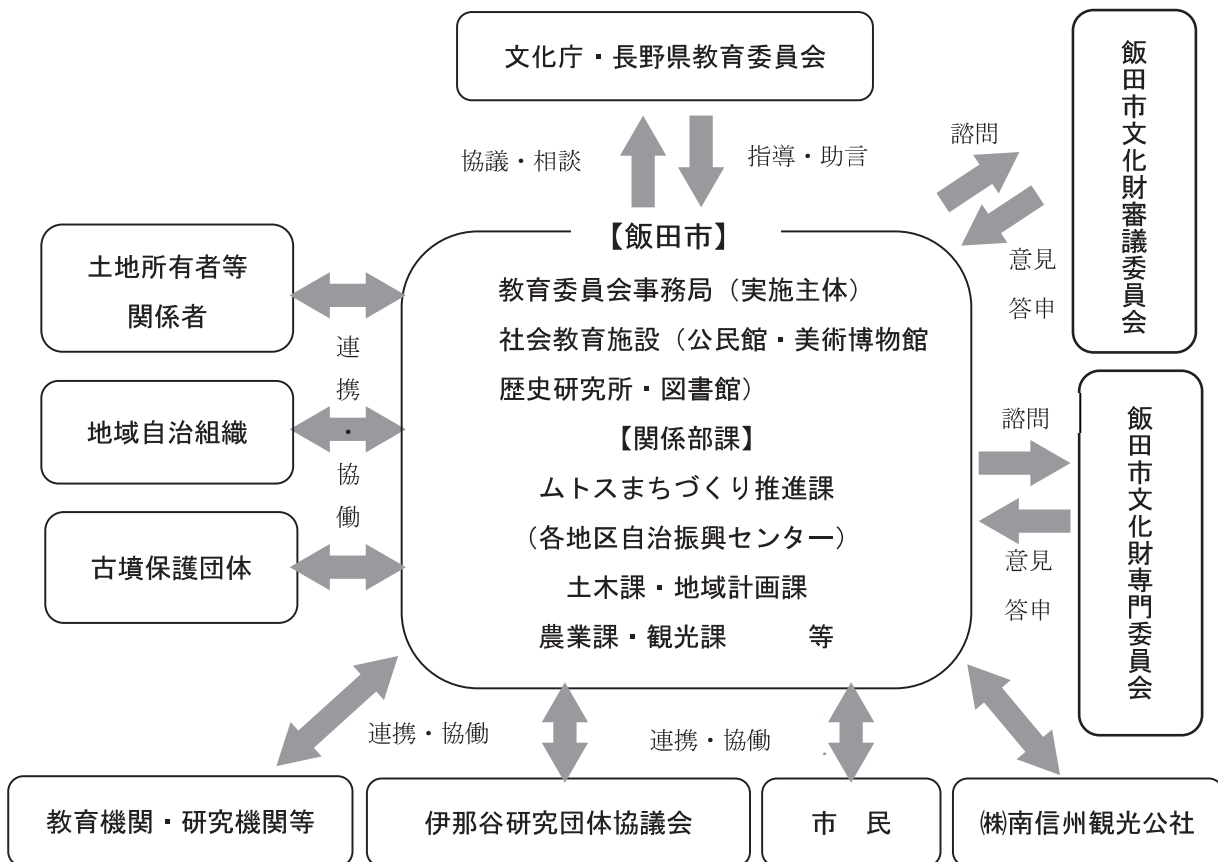 文化庁・長野県教育委員会
協議・相談
指導・助言
諮問
意見
答申
飯田市文化財審議委員会
【飯田市】
教育委員会事務局（実施主体）
社会教育施設（公民館・美術博物館
歴史研究所・図書館）
【関係部課】
ムトスまちづくり推進課
（各地区自治振興センター）
土木課・地域計画課
農業課・観光課　　等
土地所有者等
関係者
地域自治組織
古墳保護団体
連携・協働
諮問
意見
答申
飯田市文化財専門委員会
連携・協働
連携・協働
教育機関・研究機関等
伊那谷研究団体協議会
市　民
㈱南信州観光公社